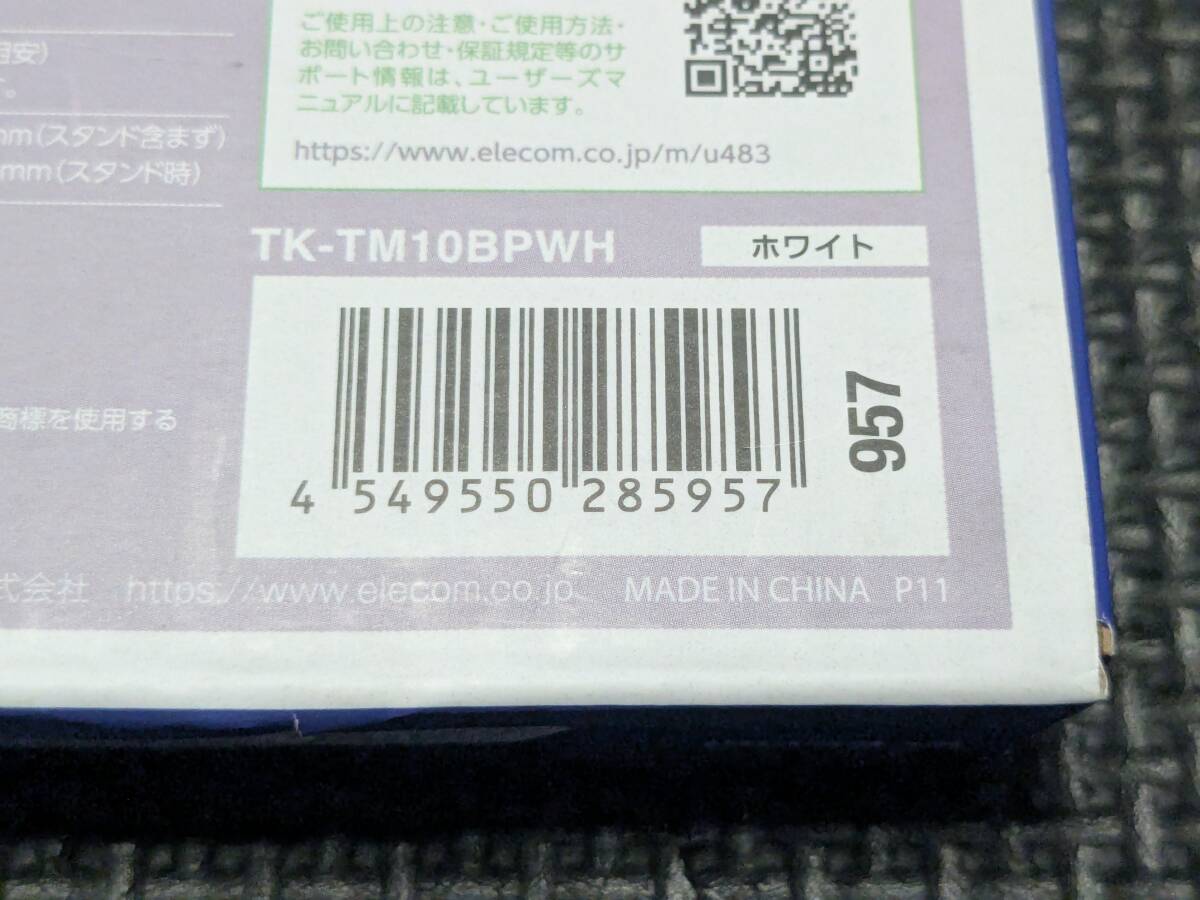 ご使用上の注意・ご使用方法・
お問い合わせ・保証規定等のサ
ポート情報は、ユーザーズマ
ニュアルに記載しています。
https://www.elecom.co.jp/m/u483
目安)
。
mm(スタンド含まず)
mm(スタンド時)
TK-TM10BPWH
ホワイト
957
4 549550 285957
商標を使用する
式会社 https://www.elecom.co.jp MADE IN CHINA P11